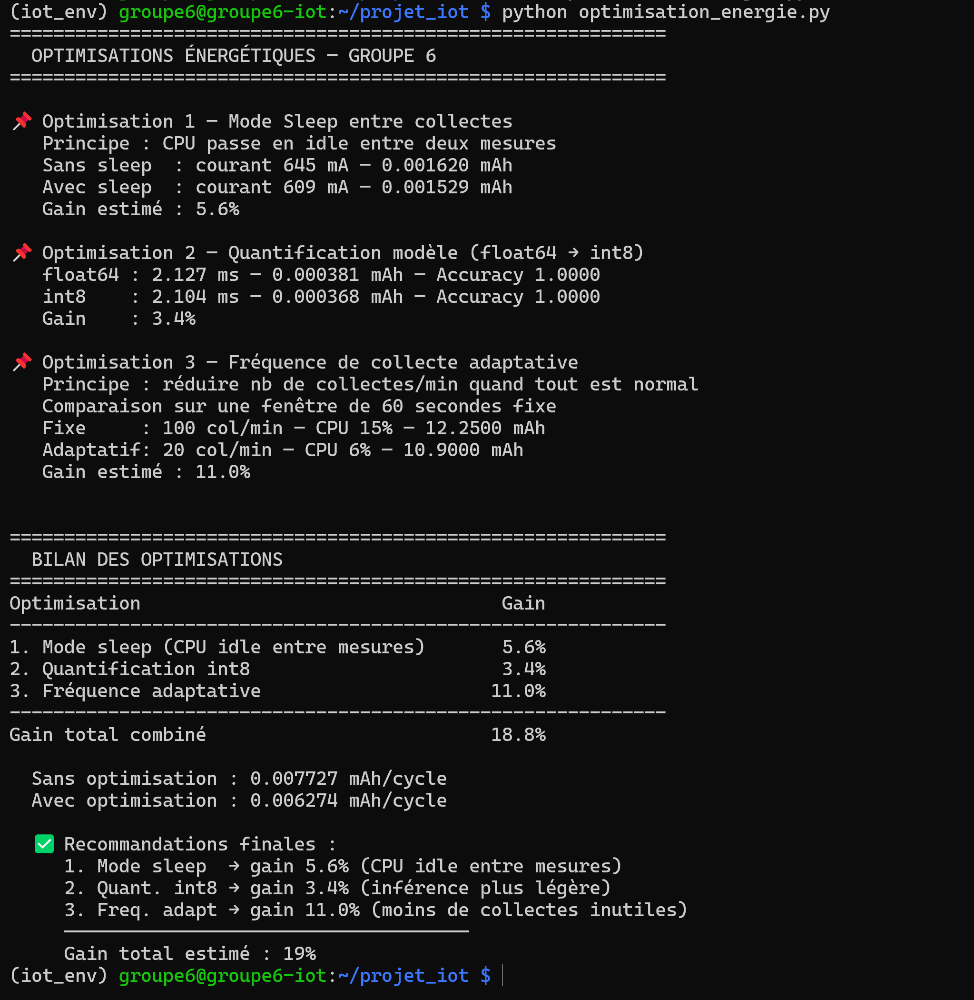 (iot_env) groupe6@groupe6-iot:~/projet_iot $ python optimisation_energie.py
============================================================
  OPTIMISATIONS ÉNERGÉTIQUES — GROUPE 6
============================================================
📌 Optimisation 1 — Mode Sleep entre collectes
   Principe : CPU passe en idle entre deux mesures
   Sans sleep  : courant 645 mA — 0.001620 mAh
   Avec sleep  : courant 609 mA — 0.001529 mAh
   Gain estimé : 5.6%
📌 Optimisation 2 — Quantification modèle (float64 → int8)
   float64 : 2.127 ms — 0.000381 mAh — Accuracy 1.0000
   int8    : 2.104 ms — 0.000368 mAh — Accuracy 1.0000
   Gain    : 3.4%
📌 Optimisation 3 — Fréquence de collecte adaptative
   Principe : réduire nb de collectes/min quand tout est normal
   Comparaison sur une fenêtre de 60 secondes fixe
   Fixe     : 100 col/min — CPU 15% — 12.2500 mAh
   Adaptatif: 20 col/min — CPU 6% — 10.9000 mAh
   Gain estimé : 11.0%
============================================================
  BILAN DES OPTIMISATIONS
============================================================
Optimisation                                 Gain
------------------------------------------------------------
1. Mode sleep (CPU idle entre mesures)       5.6%
2. Quantification int8                       3.4%
3. Fréquence adaptative                     11.0%
------------------------------------------------------------
Gain total combiné                          18.8%
  Sans optimisation : 0.007727 mAh/cycle
  Avec optimisation : 0.006274 mAh/cycle
  ✅ Recommandations finales :
     1. Mode sleep  → gain 5.6% (CPU idle entre mesures)
     2. Quant. int8 → gain 3.4% (inférence plus légère)
     3. Freq. adapt → gain 11.0% (moins de collectes inutiles)
     ─────────────────────────────────────
     Gain total estimé : 19%
(iot_env) groupe6@groupe6-iot:~/projet_iot $